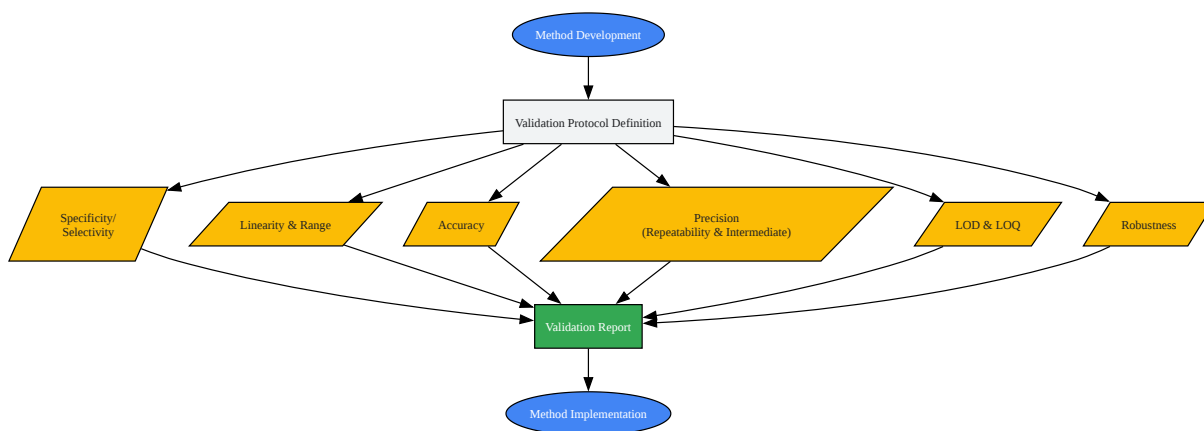 Method Development
Validation Protocol Definition
Specificity/
Selectivity
Linearity & Range
Accuracy
Precision
(Repeatability & Intermediate)
LOD & LOQ
Robustness
Validation Report
Method Implementation